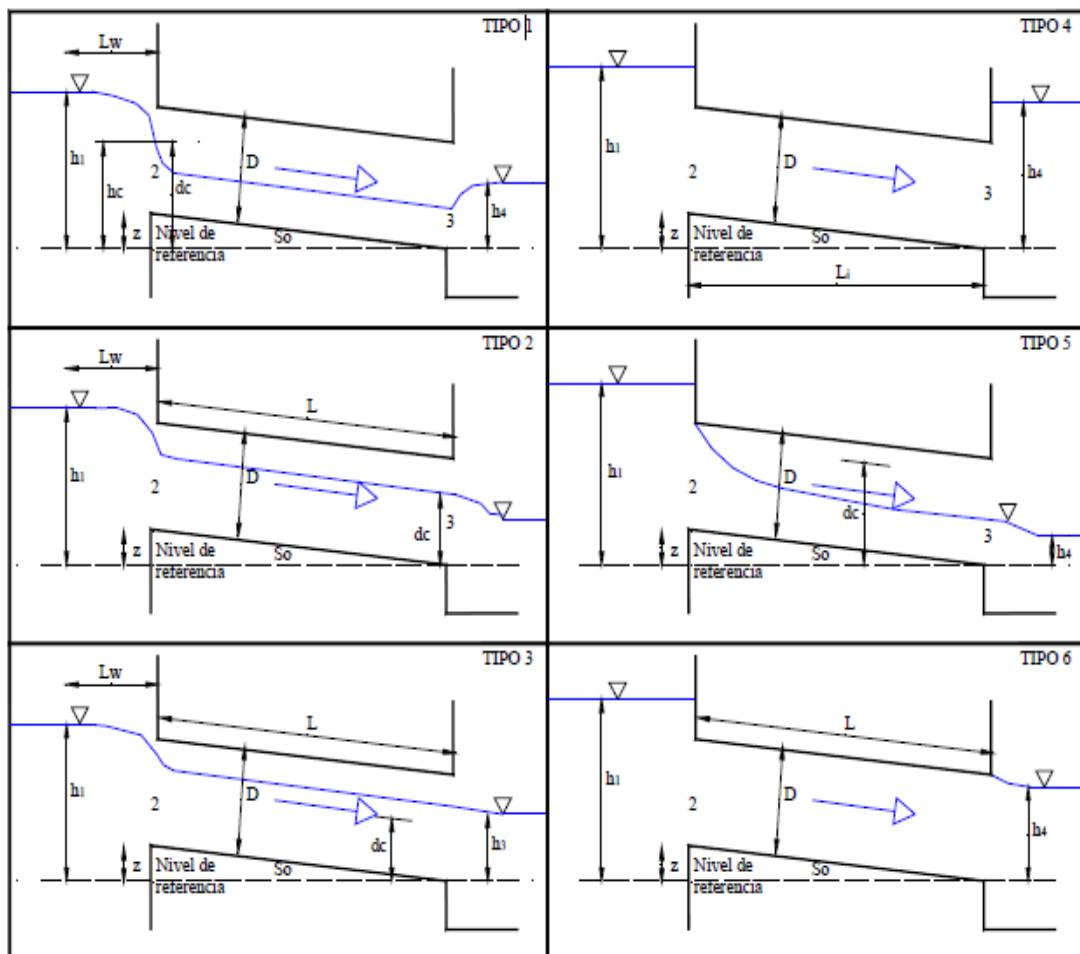 TIPO 1
Lw
h1
hc
2
dc
D
3
h4
z
Nivel de
referencia
So
TIPO 4
h1
D
2
3
h4
z
Nivel de
referencia
So
Li
TIPO 2
Lw
L
h1
2
D
dc
3
z
Nivel de
referencia
So
TIPO 5
h1
2
D
dc
3
h4
z
Nivel de
referencia
So
TIPO 3
Lw
L
h1
2
D
dc
h3
z
Nivel de
referencia
So
TIPO 6
L
h1
2
D
h4
z
Nivel de
referencia
So